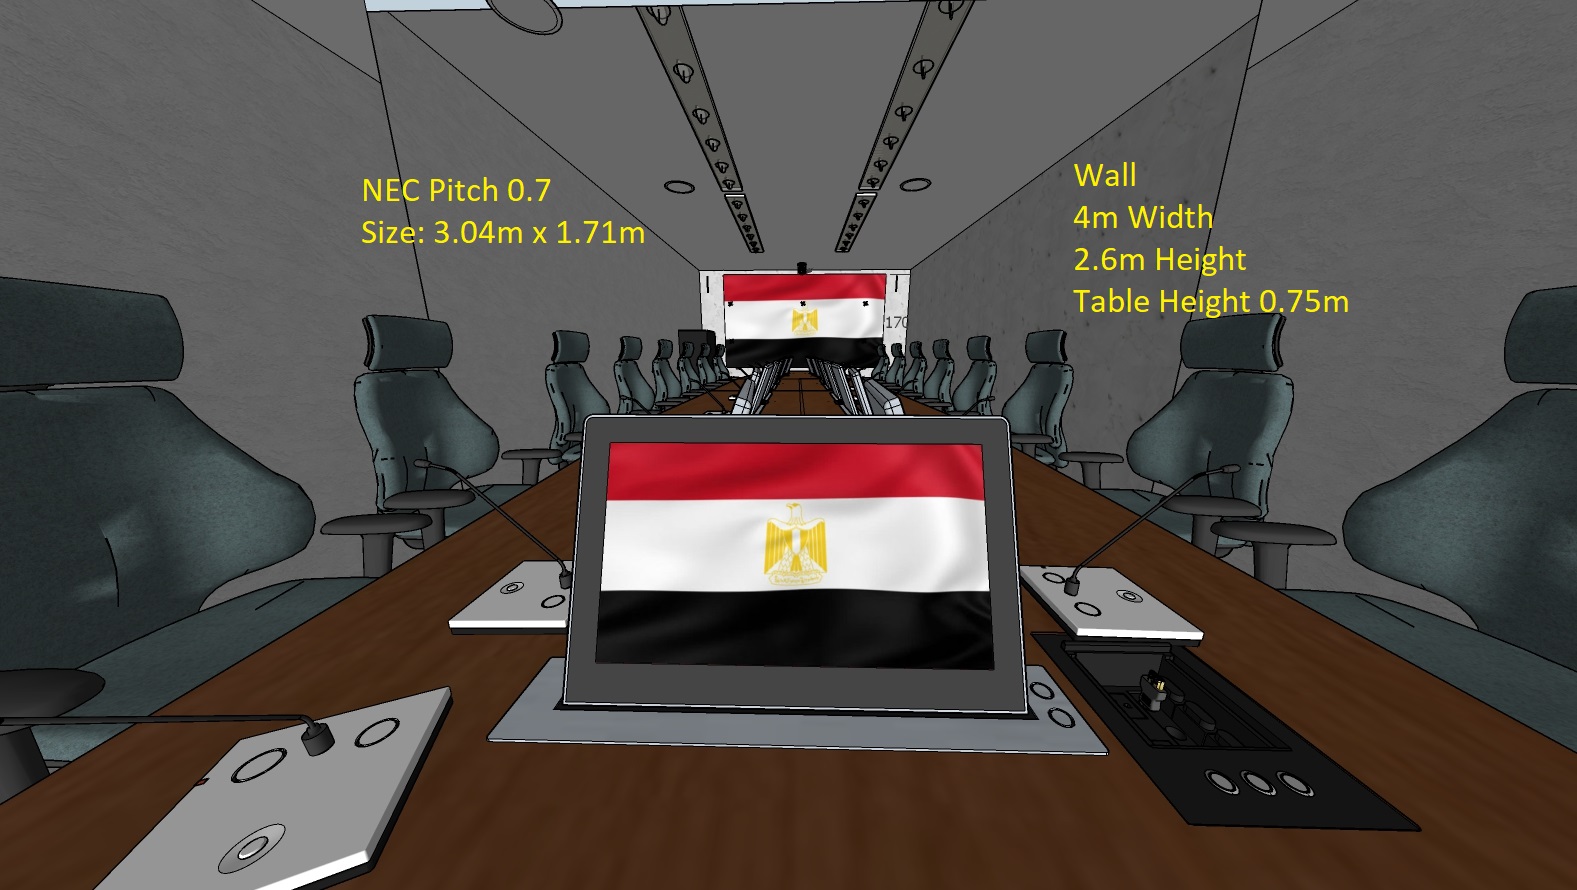 NEC Pitch 0.7
Size: 3.04m x 1.71m
Wall
4m Width
2.6m Height
Table Height 0.75m
170